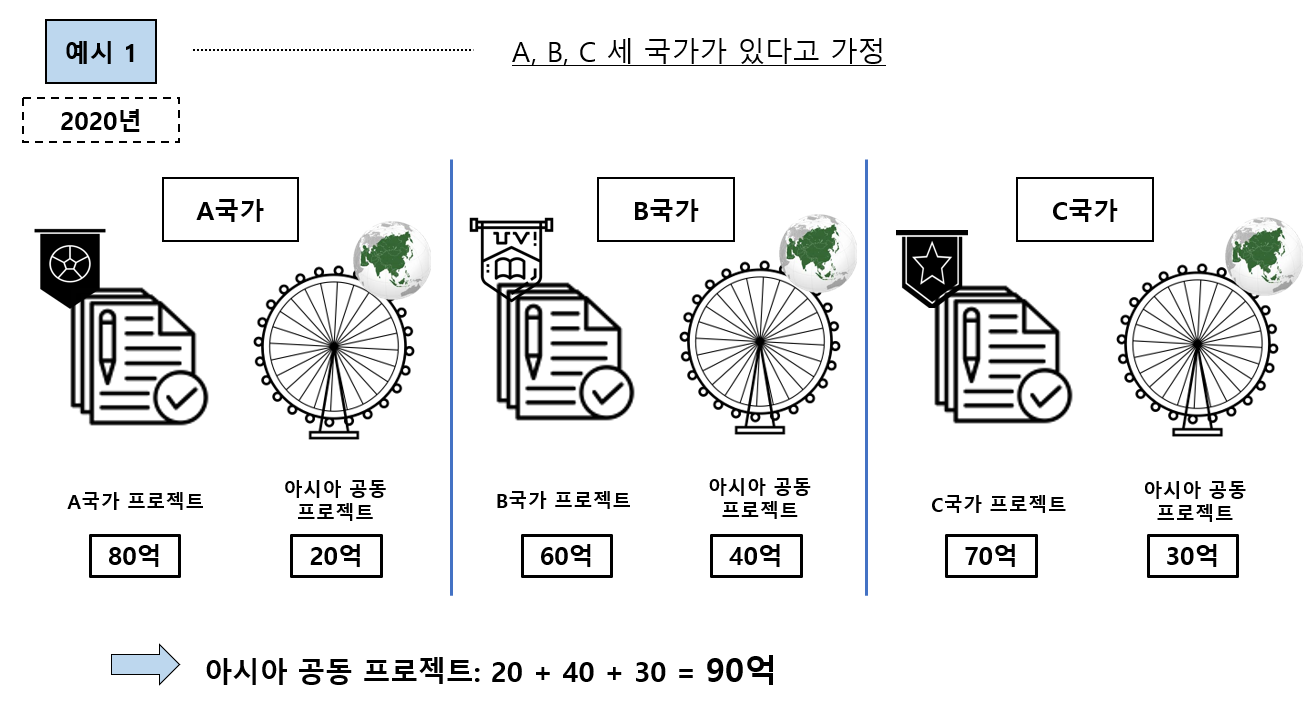 예시 1
A, B, C 세 국가가 있다고 가정
2020년
A국가
B국가
C국가
A국가 프로젝트
아시아 공동
프로젝트
B국가 프로젝트
아시아 공동
프로젝트
C국가 프로젝트
아시아 공동
프로젝트
80억
20억
60억
40억
70억
30억
아시아 공동 프로젝트: 20 + 40 + 30 = 90억